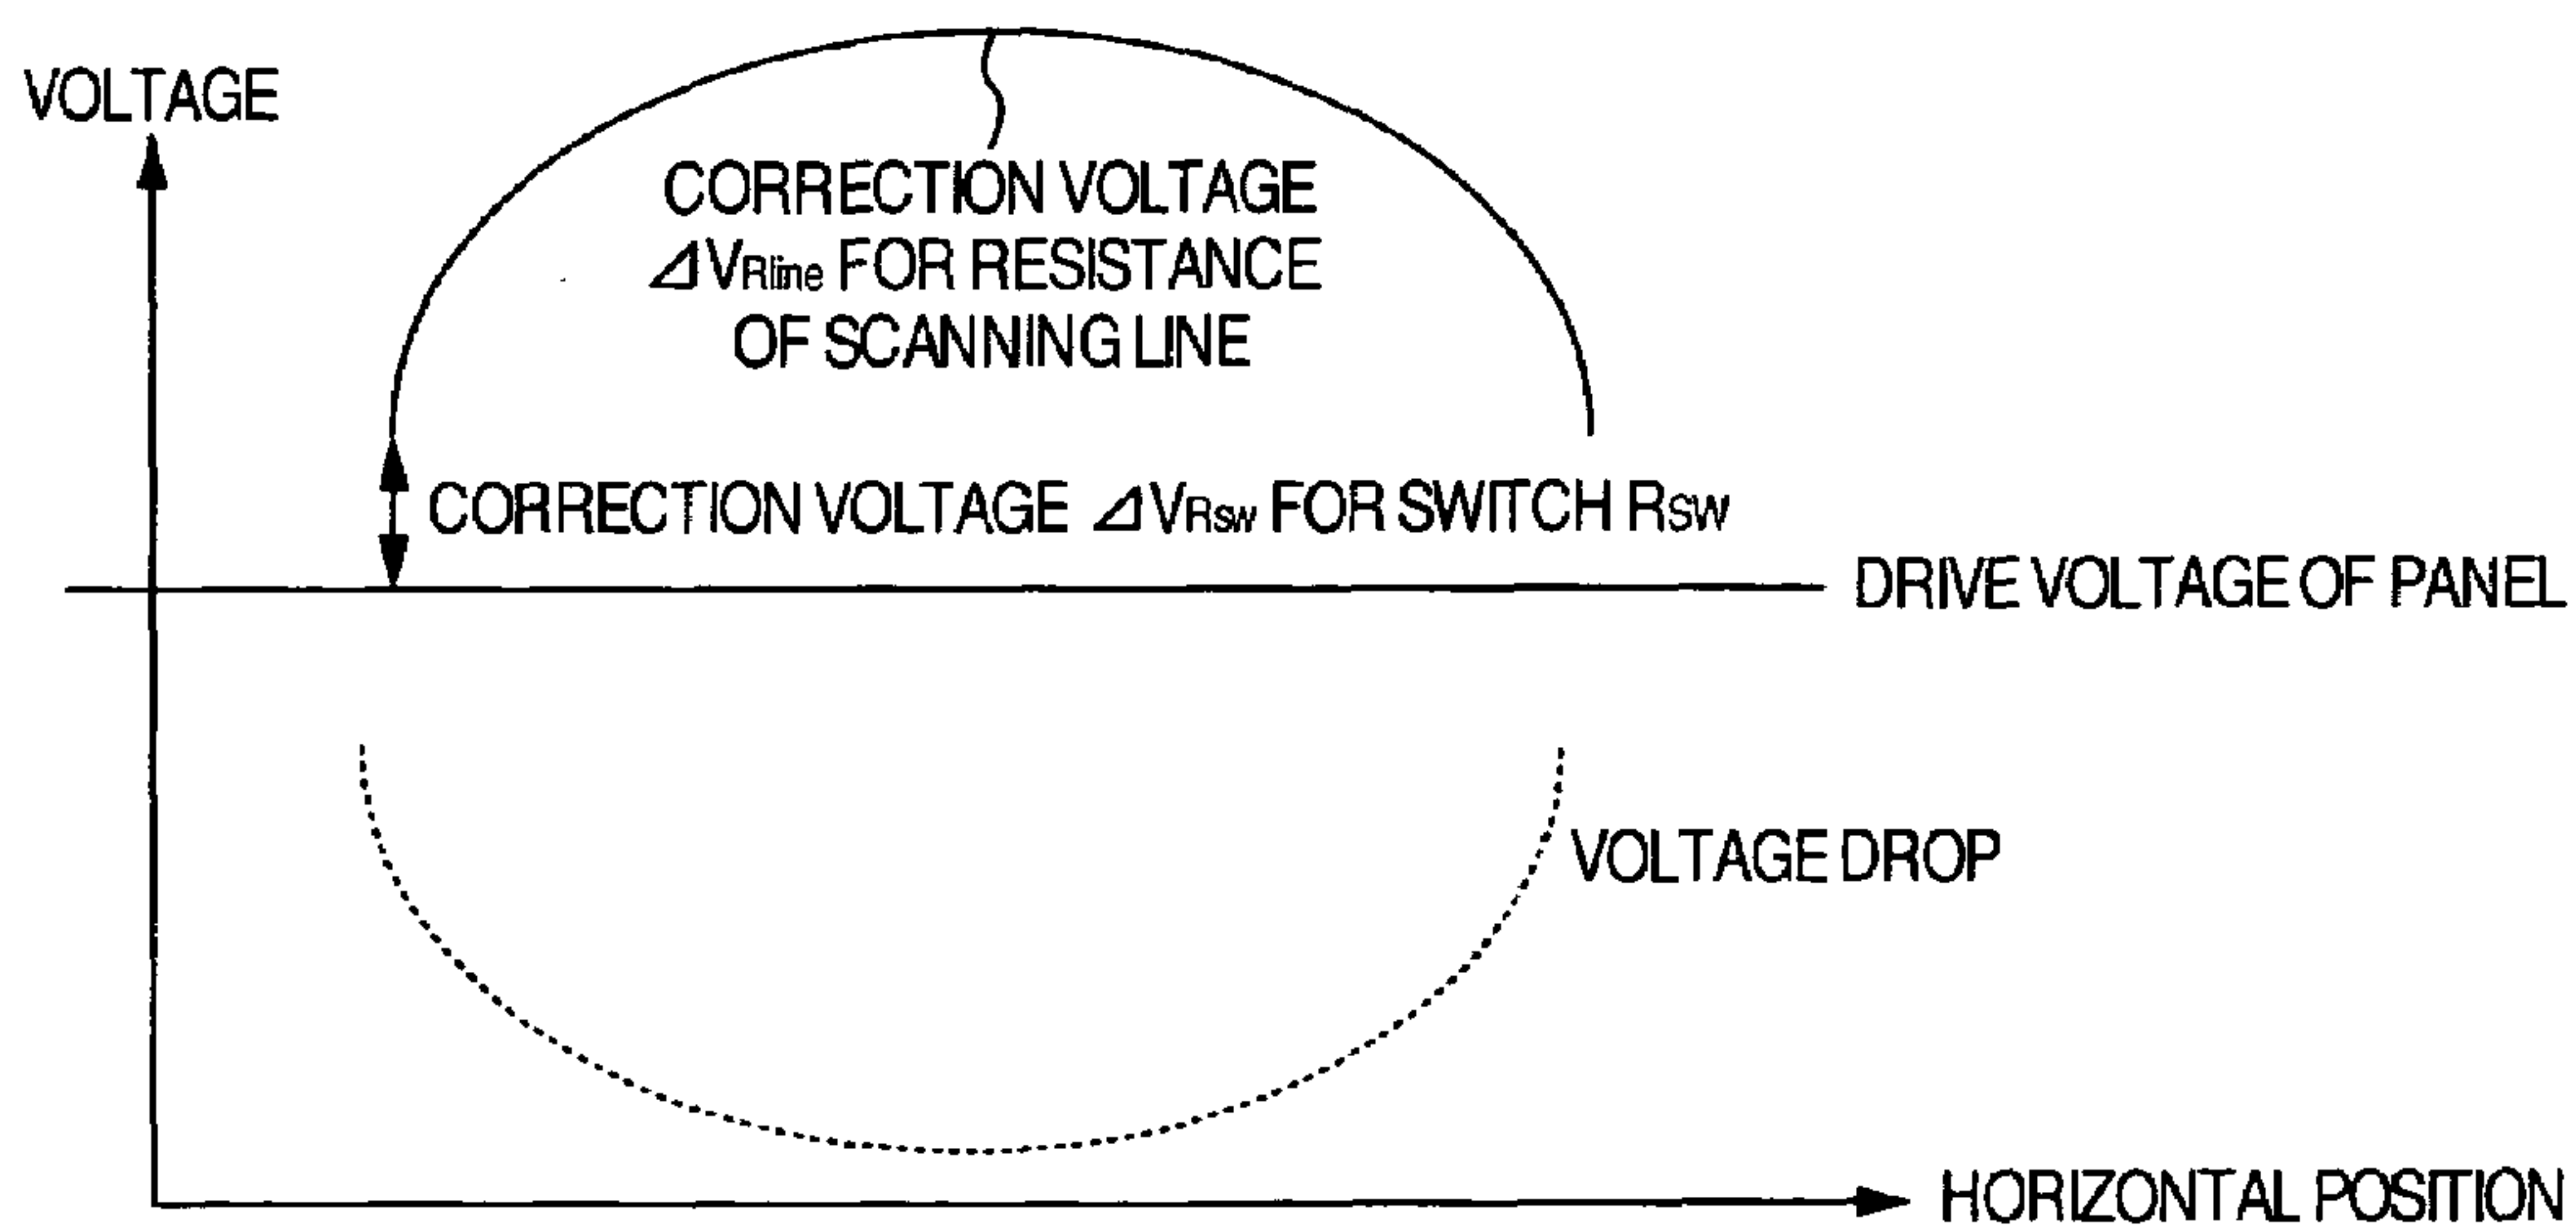 VOLTAGE
CORRECTION VOLTAGE
⊿VRline FOR RESISTANCE
OF SCANNING LINE
CORRECTION VOLTAGE ⊿VRsw FOR SWITCH RSW
DRIVE VOLTAGE OF PANEL
VOLTAGE DROP
HORIZONTAL POSITION